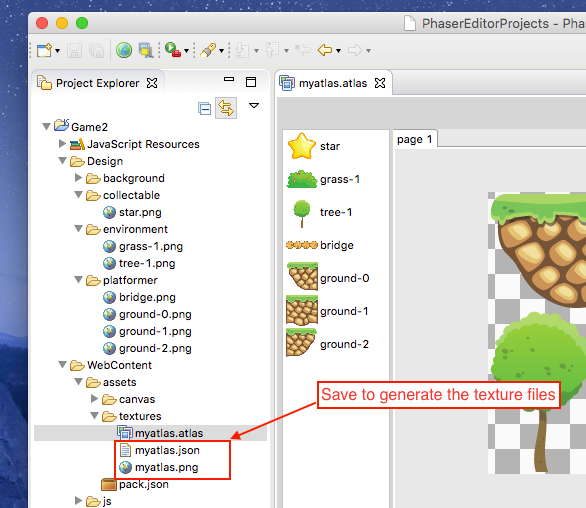 PhaserEditorProjects - Pha
Project Explorer
myatlas.atlas
Game2
JavaScript Resources
Design
background
collectable
star.png
environment
grass-1.png
tree-1.png
platformer
bridge.png
ground-0.png
ground-1.png
ground-2.png
WebContent
assets
canvas
textures
myatlas.atlas
myatlas.json
myatlas.png
pack.json
js
star
grass-1
tree-1
bridge
ground-0
ground-1
ground-2
page 1
Save to generate the texture files